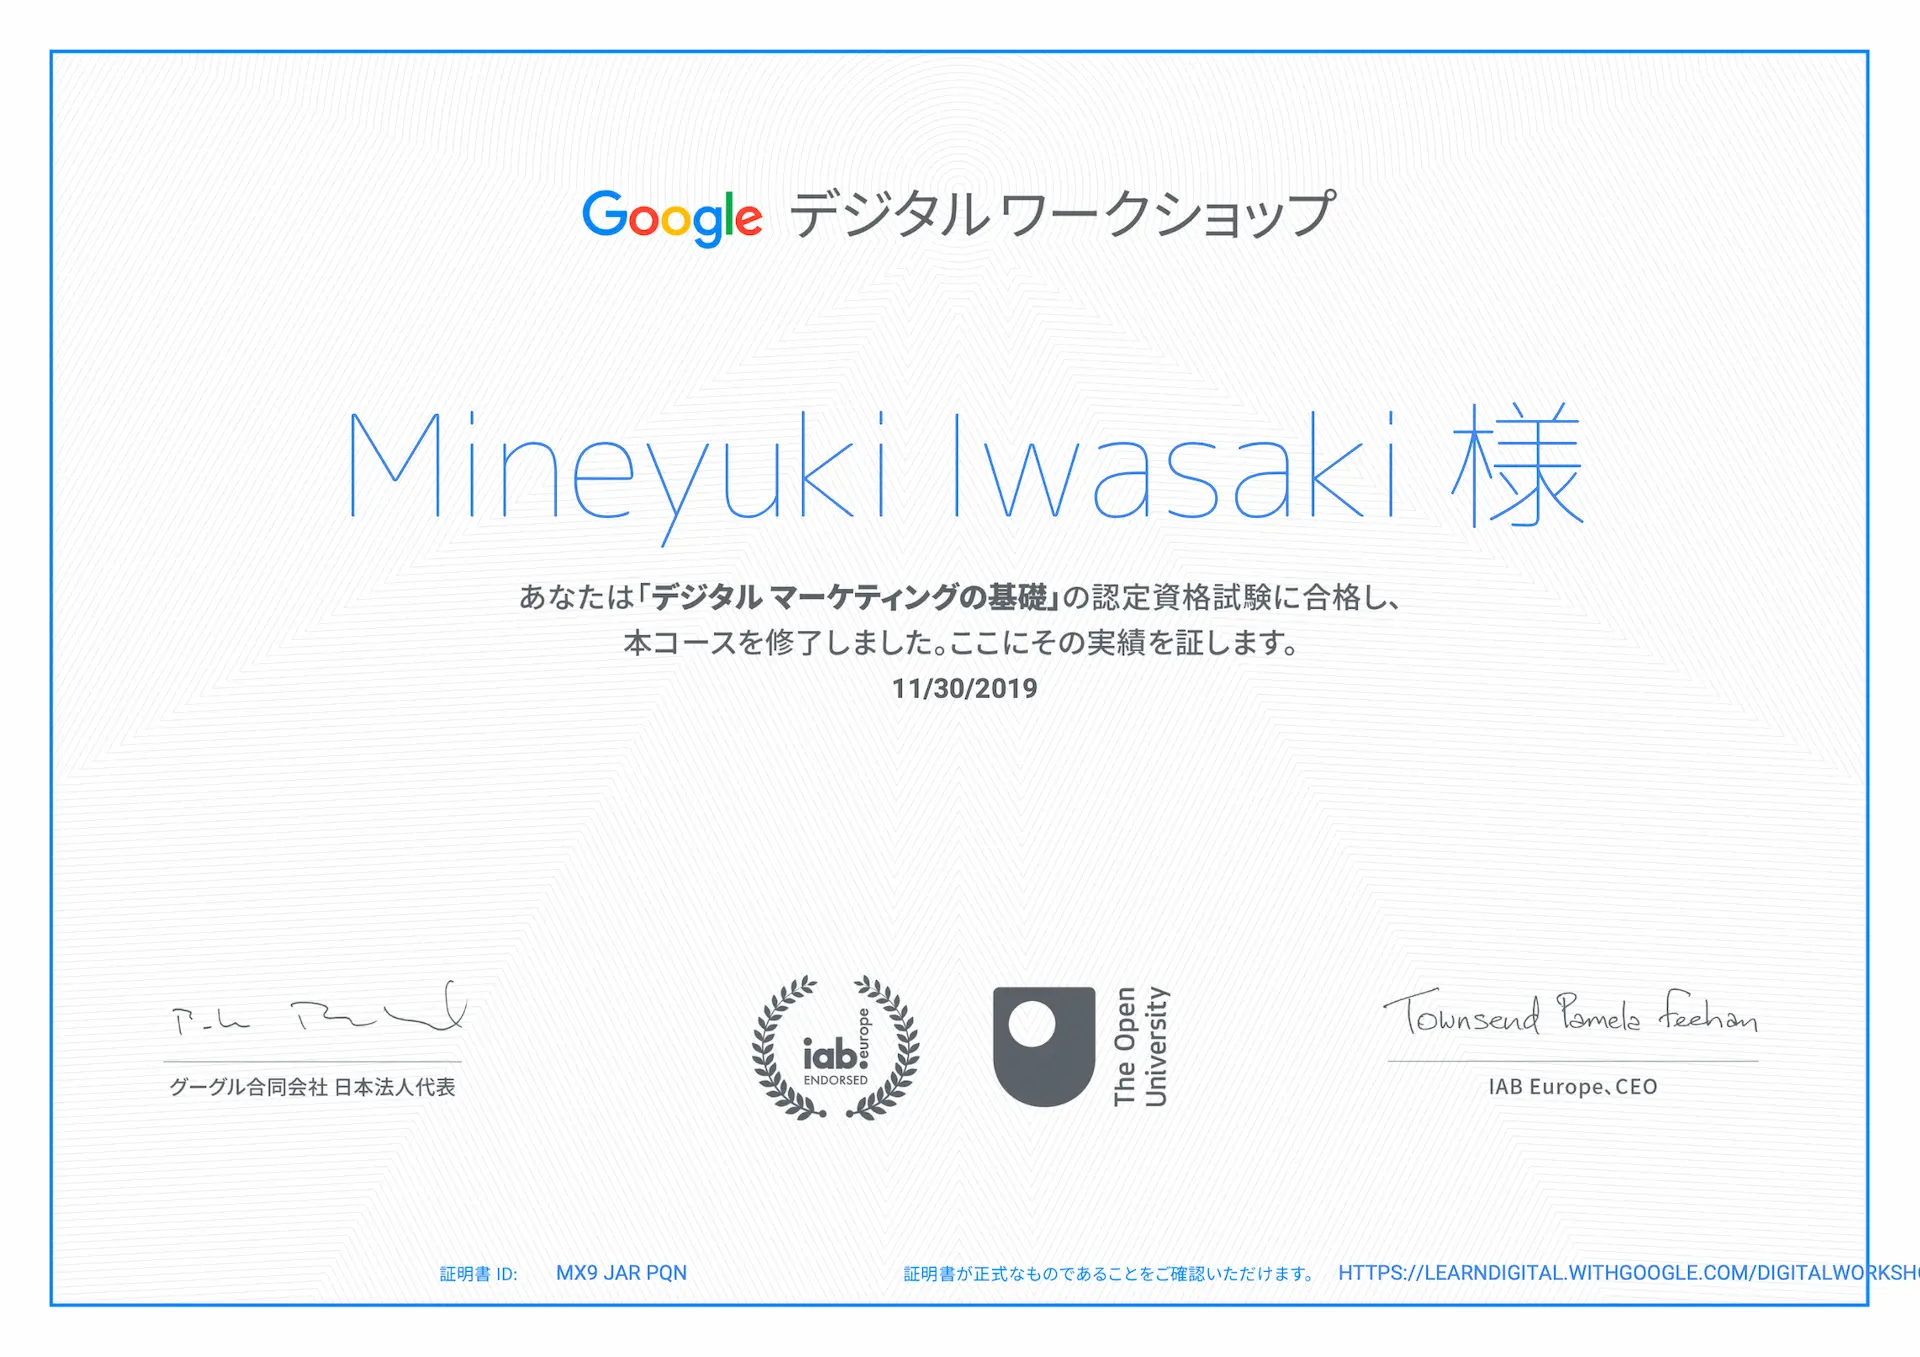 Google デジタル ワークショップ
Mineyuki Iwasaki 様
あなたは「デジタル マーケティングの基礎」の認定資格試験に合格し、
本コースを修了しました。ここにその実績を証します。
11/30/2019
グーグル合同会社 日本法人代表
iab.europe
ENDORSED
The Open
University
Townsend Pamela Feehan
IAB Europe、CEO
証明書 ID: MX9 JAR PQN
証明書が正式なものであることをご確認いただけます。 HTTPS://LEARNDIGITAL.WITHGOOGLE.COM/DIGITALWORKSH